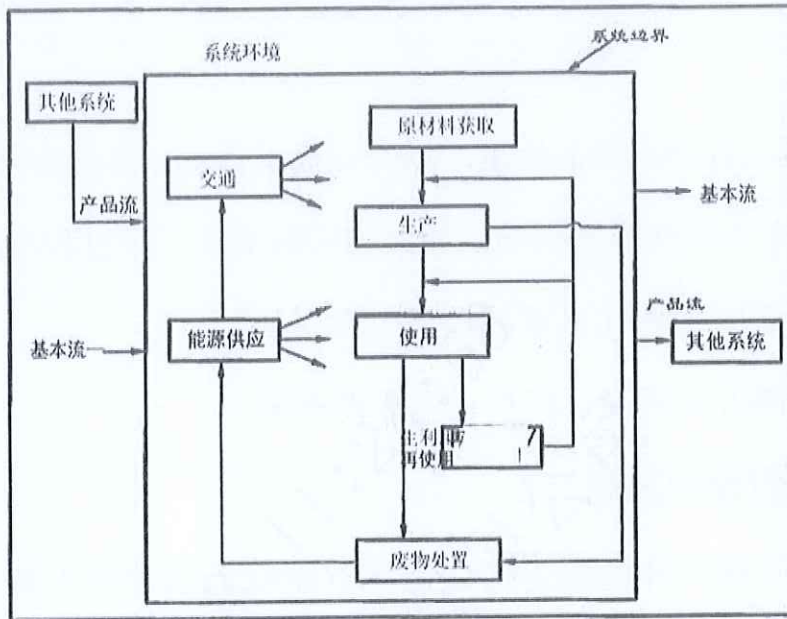 系统边界
系统环境
其他系统
原材料获取
交通
产品流
基本流
生产
产品流
能源供应
使用
基本流
其他系统
生利
再使用
废物处置